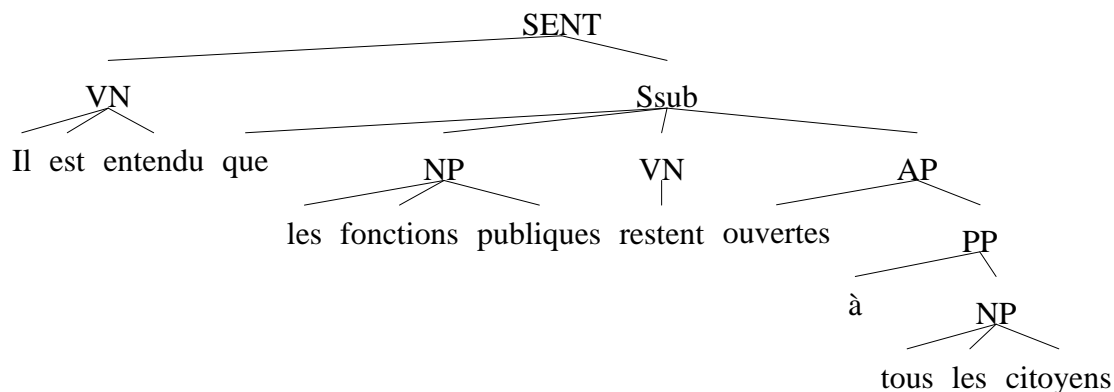 SENT
VN Ssub
Il est entendu que
NP VN AP
les fonctions publiques restent ouvertes
PP
à
NP
tous les citoyens